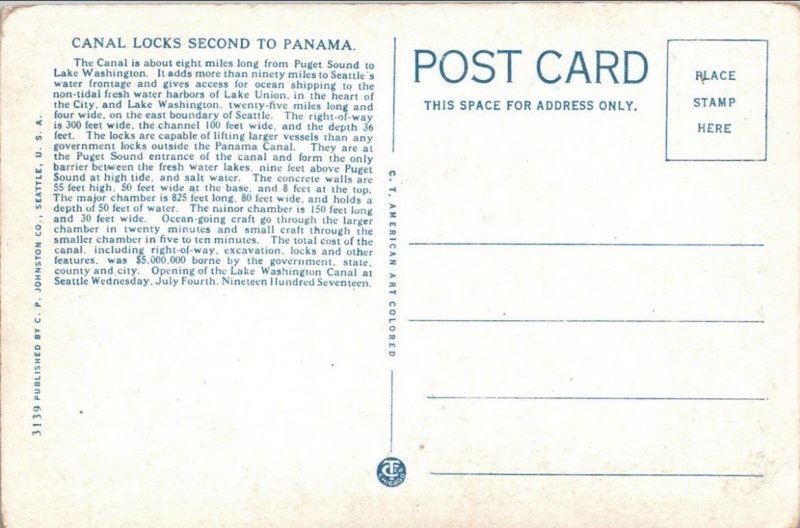 CANAL LOCKS SECOND TO PANAMA.
The Canal is about eight miles long from Puget Sound to
Lake Washington. It adds more than ninety miles to Seattle's
water frontage and gives access for ocean shipping to the
non-tidal fresh water harbors of Lake Union, in the heart of
the City, and Lake Washington, twenty-five miles long and
four wide, on the east boundary of Seattle. The right-of-way
is 300 feet wide, the channel 100 feet wide, and the depth 36
feet. The locks are capable of lifting larger vessels than any
government locks outside the Panama Canal. They are at
the Puget Sound entrance of the canal and form the only
barrier between the fresh water lakes, nine feet above Puget
Sound at high tide, and salt water. The concrete walls are
55 feet high, 50 feet wide at the base, and 8 feet at the top.
The major chamber is 825 feet long, 80 feet wide, and holds a
depth of 50 feet of water. The minor chamber is 150 feet long
and 30 feet wide. Ocean-going craft go through the larger
chamber in twenty minutes and small craft through the
smaller chamber in five to ten minutes. The total cost of the
canal, including right-of-way, excavation, locks and other
features, was $5,000,000 borne by the government, state,
county and city. Opening of the Lake Washington Canal at
Seattle Wednesday, July Fourth, Nineteen Hundred Seventeen.
3139 PUBLISHED BY C. P. JOHNSTON CO., SEATTLE, U. S. A.
C. T. AMERICAN ART COLORED
CT Co CHICAGO
POST CARD
THIS SPACE FOR ADDRESS ONLY.
PLACE
STAMP
HERE